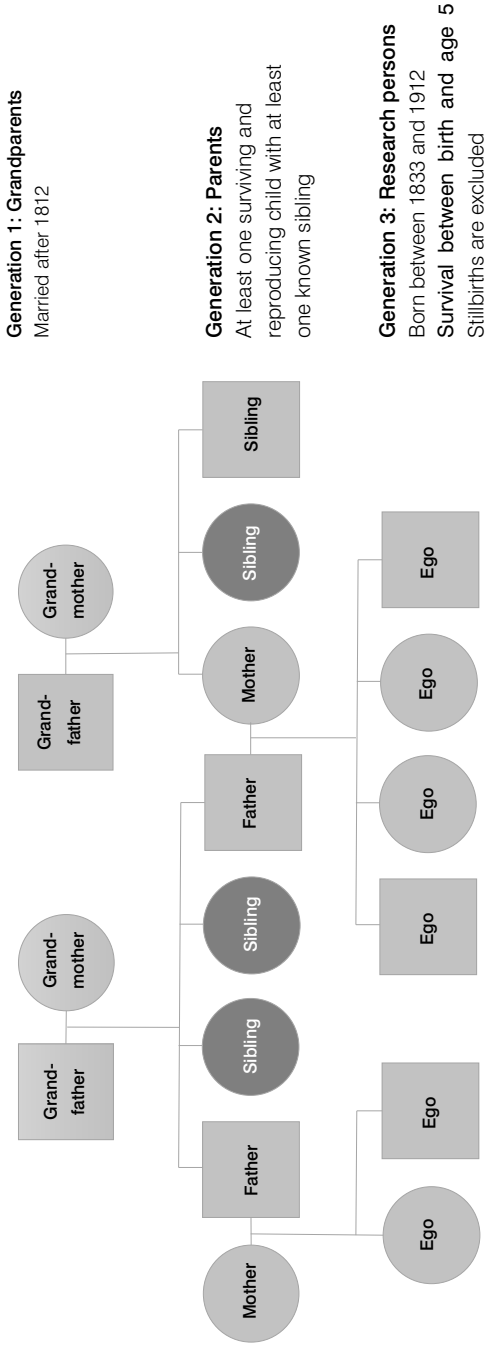 Generation 1: Grandparents
Married after 1812
Grand-
father
Grand-
mother
Grand-
father
Grand-
mother
Generation 2: Parents
At least one surviving and
reproducing child with at least
one known sibling
Mother
Father
Sibling
Sibling
Father
Mother
Sibling
Sibling
Generation 3: Research persons
Born between 1833 and 1912
Survival between birth and age 5
Stillbirths are excluded
Ego
Ego
Ego
Ego
Ego
Ego